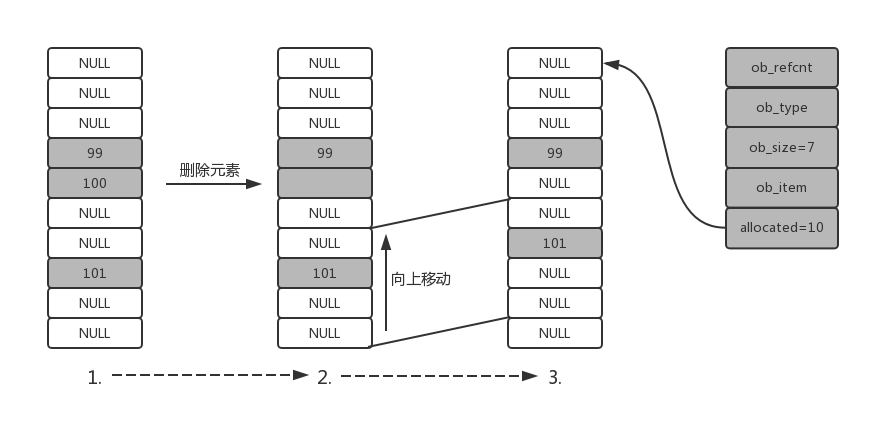 NULL
NULL
NULL
99
100
NULL
NULL
101
NULL
NULL
删除元素
NULL
NULL
NULL
99
NULL
NULL
101
NULL
NULL
向上移动
NULL
NULL
NULL
99
NULL
NULL
101
NULL
NULL
NULL
ob_refcnt
ob_type
ob_size=7
ob_item
allocated=10
1.
2.
3.